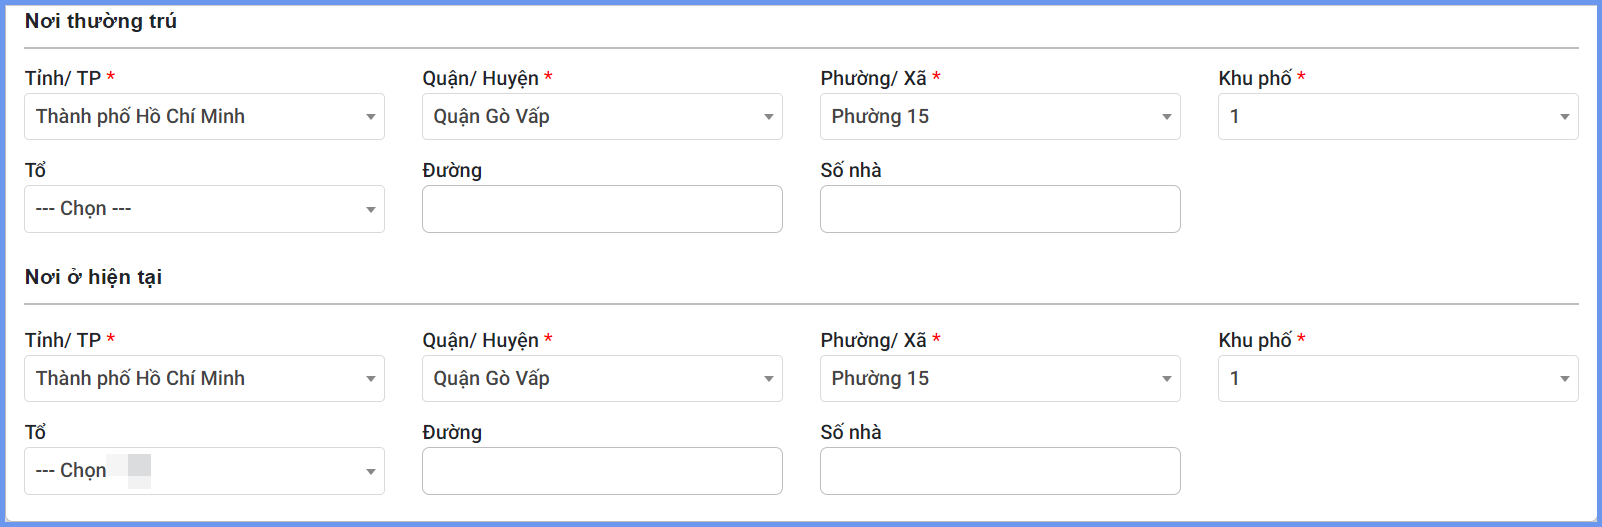 Nơi thường trú
Tỉnh/ TP * Quận/ Huyện * Phường/ Xã * Khu phố *
Thành phố Hồ Chí Minh Quận Gò Vấp Phường 15 1
Tổ Đường Số nhà
--- Chọn ---
Nơi ở hiện tại
Tỉnh/ TP * Quận/ Huyện * Phường/ Xã * Khu phố *
Thành phố Hồ Chí Minh Quận Gò Vấp Phường 15 1
Tổ Đường Số nhà
--- Chọn